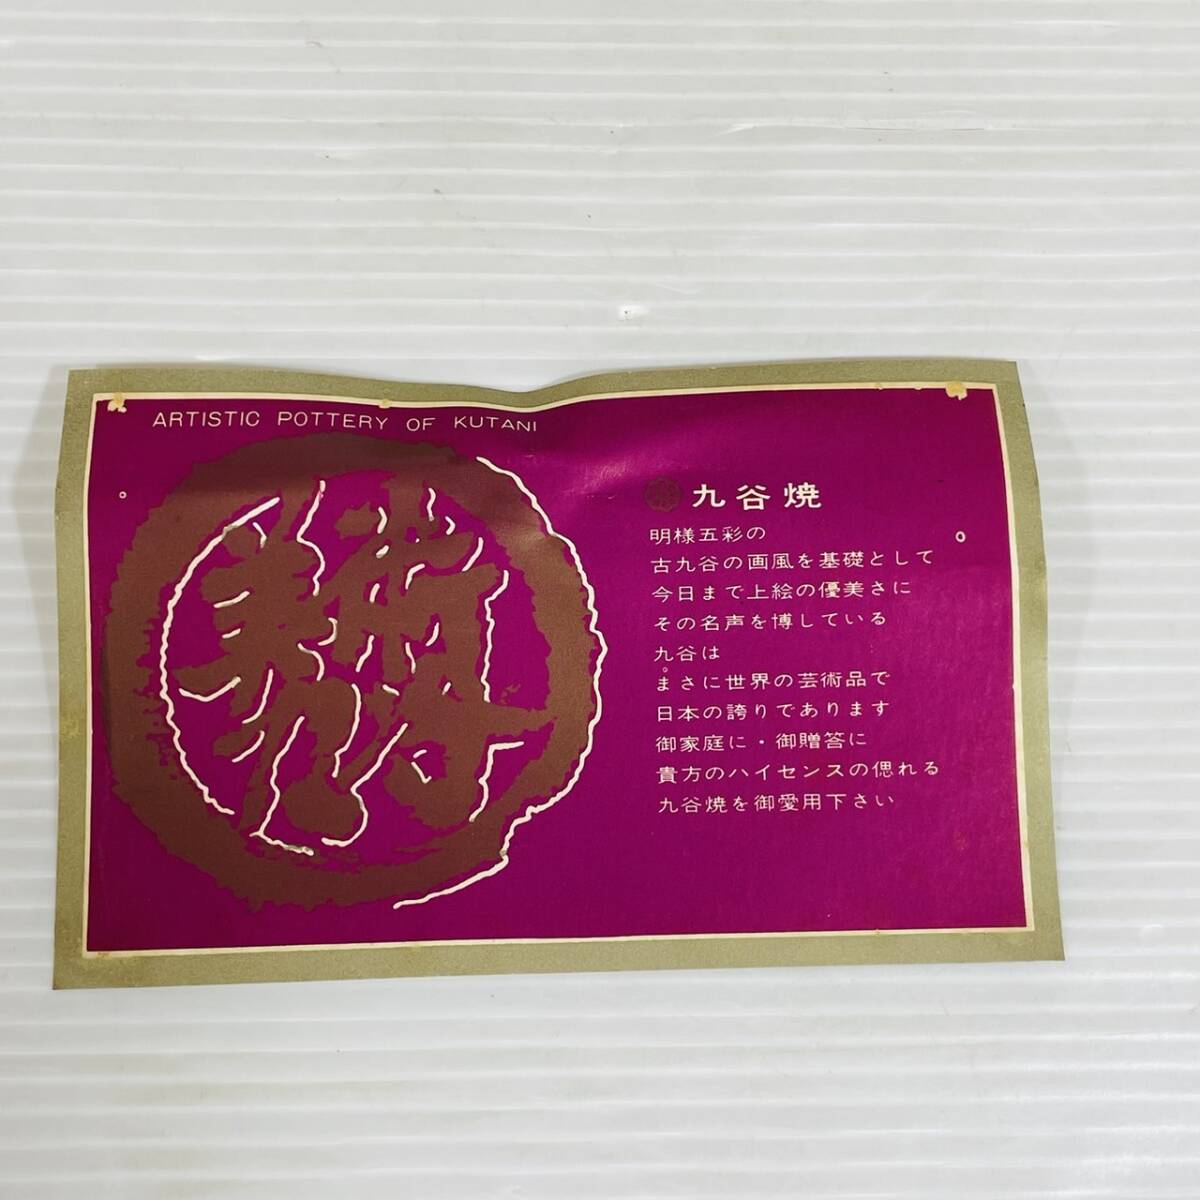 ARTISTIC POTTERY OF KUTANI
九谷焼
明様五彩の
古九谷の画風を基礎として
今日まで上絵の優美さに
その名声を博している
九谷は
まさに世界の芸術品で
日本の誇りであります
御家庭に・御贈答に
貴方のハイセンスの偲れる
九谷焼を御愛用下さい